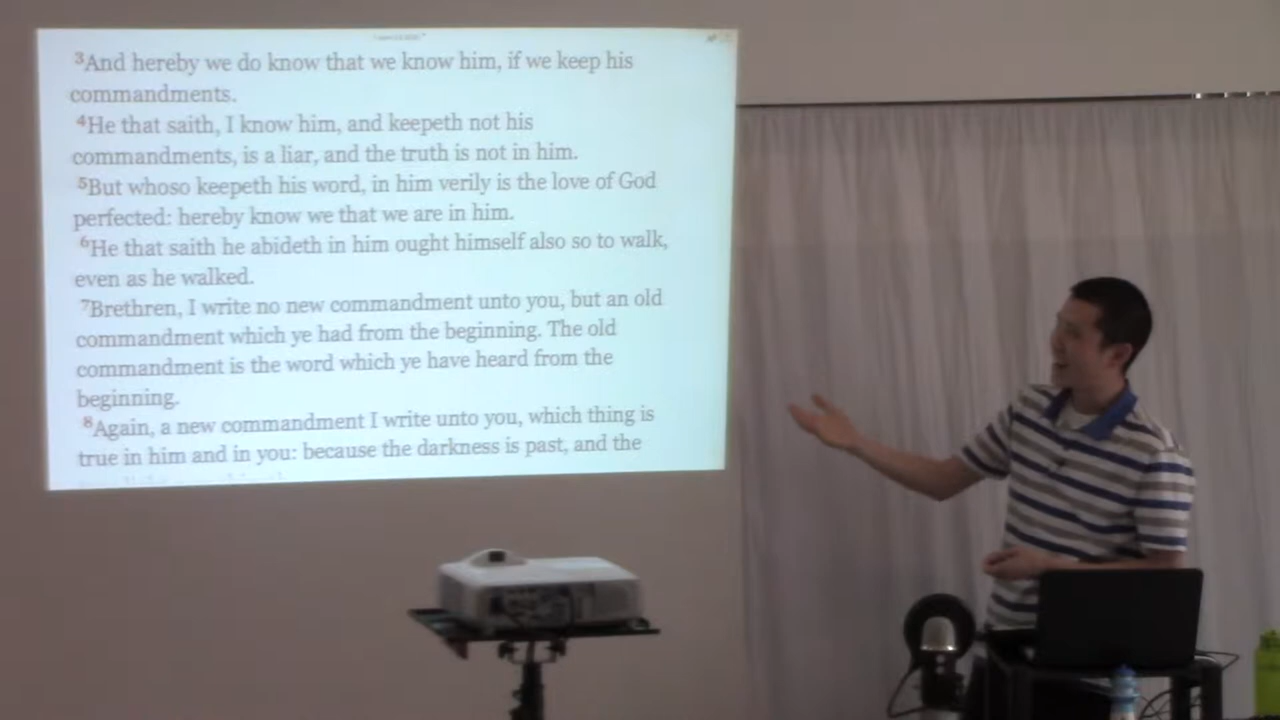 ³And hereby we do know that we know him, if we keep his
commandments.
⁴He that saith, I know him, and keepeth not his
commandments, is a liar, and the truth is not in him.
⁵But whoso keepeth his word, in him verily is the love of God
perfected: hereby know we that we are in him.
⁶He that saith he abideth in him ought himself also so to walk,
even as he walked.
⁷Brethren, I write no new commandment unto you, but an old
commandment which ye had from the beginning. The old
commandment is the word which ye have heard from the
beginning.
⁸Again, a new commandment I write unto you, which thing is
true in him and in you: because the darkness is past, and the